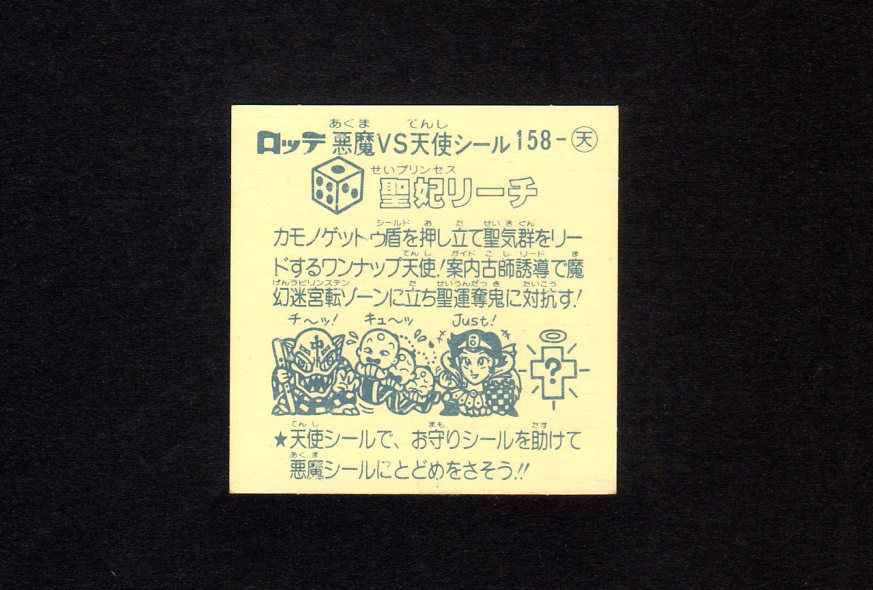 あくま てんし
ロッテ 悪魔VS天使シール 158-天
せいプリンセス
聖妃リーチ
シールド お た せいきぐん
カモノゲットゥ盾を押し立て聖気群をリー
てんし ガイドこし リード ま
ドするワンナップ天使!案内古師誘導で魔
げんラビリンステン た せいうんだっき たいこう
幻迷宮転ゾーンに立ち聖運奪鬼に対抗す!
チ〜ッ! キュ〜ッ Just!
中 6 ?
てんし まも たす
★天使シールで、お守りシールを助けて
あくま
悪魔シールにとどめをさそう!!